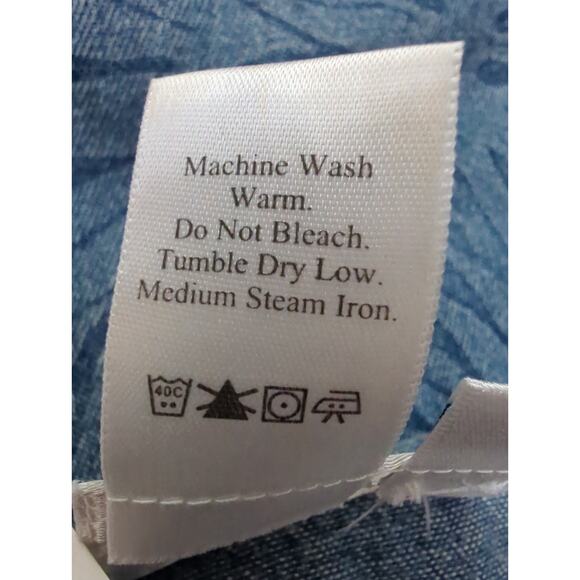 Machine Wash
Warm.
Do Not Bleach.
Tumble Dry Low.
Medium Steam Iron.
40C